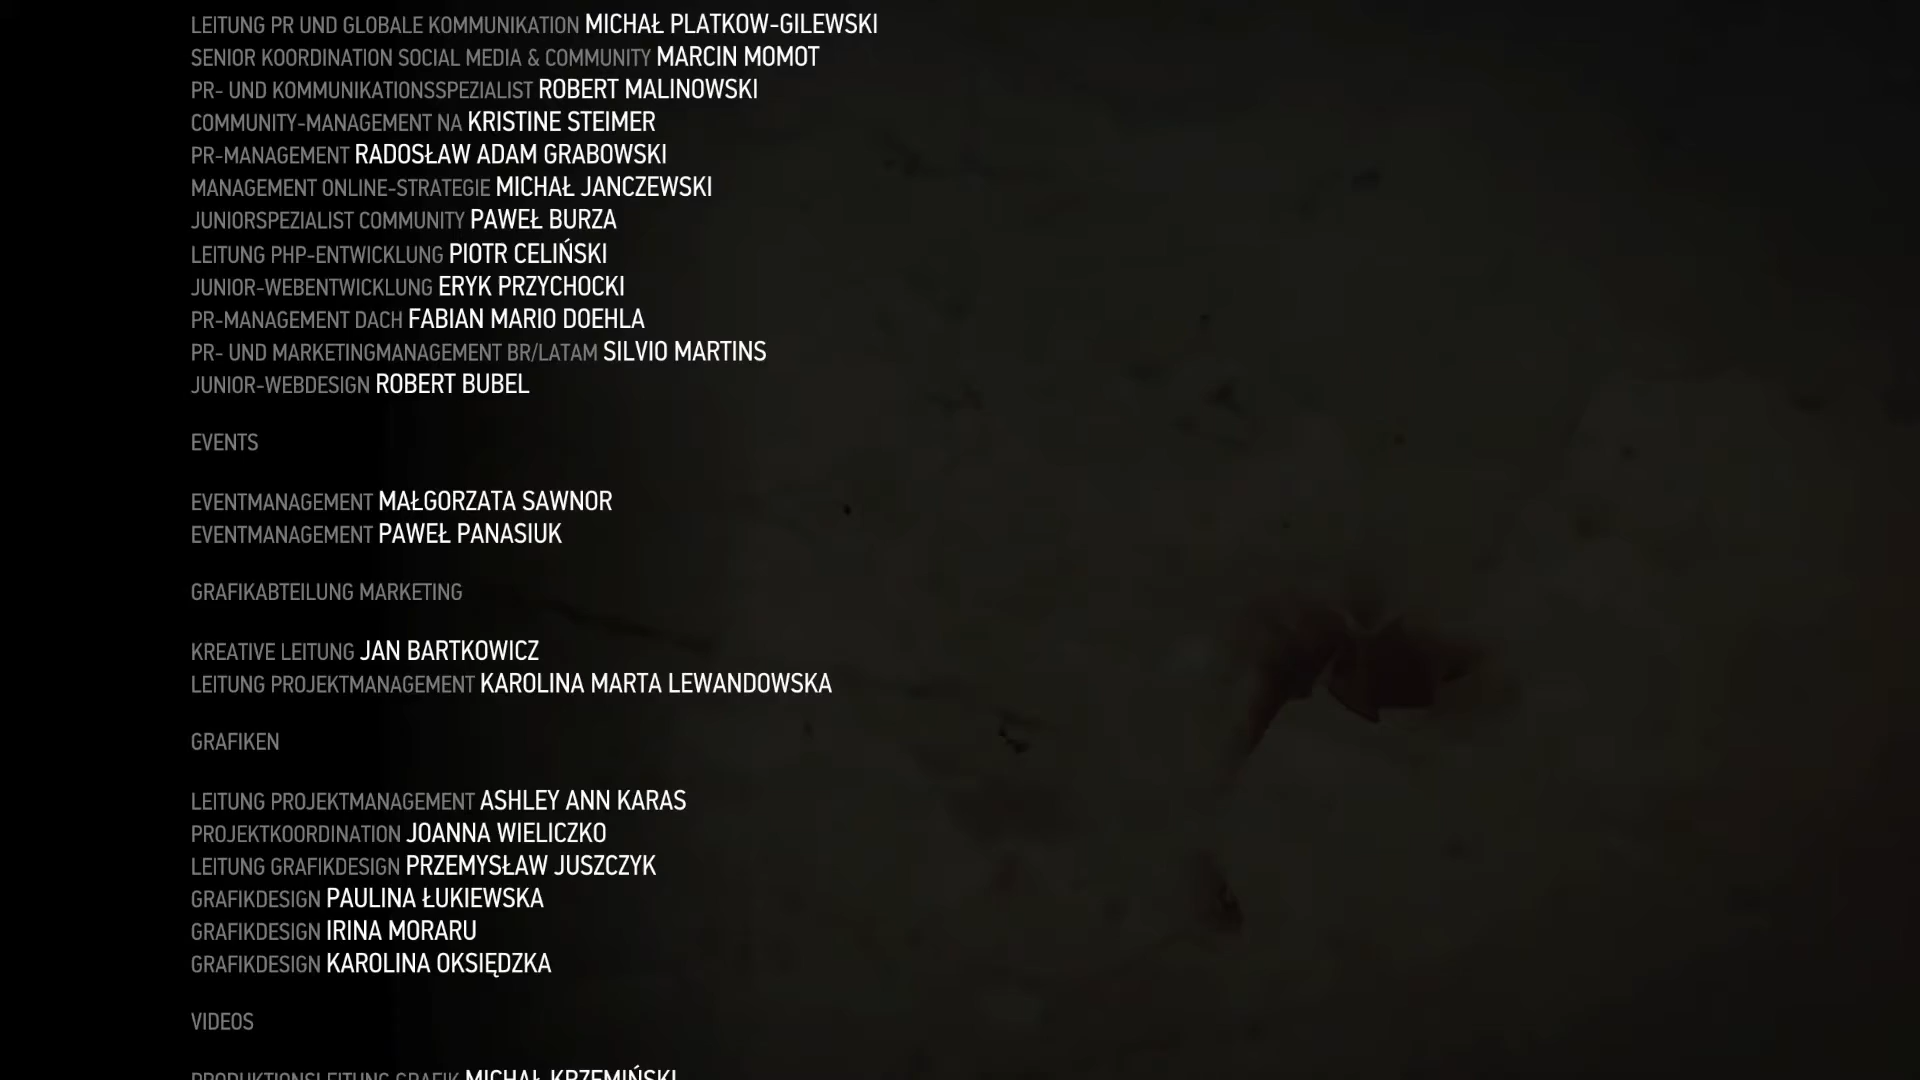 LEITUNG PR UND GLOBALE KOMMUNIKATION MICHAŁ PLATKOW-GILEWSKI
SENIOR KOORDINATION SOCIAL MEDIA & COMMUNITY MARCIN MOMOT
PR- UND KOMMUNIKATIONSSPEZIALIST ROBERT MALINOWSKI
COMMUNITY-MANAGEMENT NA KRISTINE STEIMER
PR-MANAGEMENT RADOSŁAW ADAM GRABOWSKI
MANAGEMENT ONLINE-STRATEGIE MICHAŁ JANCZEWSKI
JUNIORSPEZIALIST COMMUNITY PAWEŁ BURZA
LEITUNG PHP-ENTWICKLUNG PIOTR CELIŃSKI
JUNIOR-WEBENTWICKLUNG ERYK PRZYCHOCKI
PR-MANAGEMENT DACH FABIAN MARIO DOEHLA
PR- UND MARKETINGMANAGEMENT BR/LATAM SILVIO MARTINS
JUNIOR-WEBDESIGN ROBERT BUBEL
EVENTS
EVENTMANAGEMENT MAŁGORZATA SAWNOR
EVENTMANAGEMENT PAWEŁ PANASIUK
GRAFIKABTEILUNG MARKETING
KREATIVE LEITUNG JAN BARTKOWICZ
LEITUNG PROJEKTMANAGEMENT KAROLINA MARTA LEWANDOWSKA
GRAFIKEN
LEITUNG PROJEKTMANAGEMENT ASHLEY ANN KARAS
PROJEKTKOORDINATION JOANNA WIELICZKO
LEITUNG GRAFIKDESIGN PRZEMYSŁAW JUSZCZYK
GRAFIKDESIGN PAULINA ŁUKIEWSKA
GRAFIKDESIGN IRINA MORARU
GRAFIKDESIGN KAROLINA OKSIĘDZKA
VIDEOS
PRODUKTIONSLEITUNG GRAFIK MICHAŁ KRZEMIŃSKI